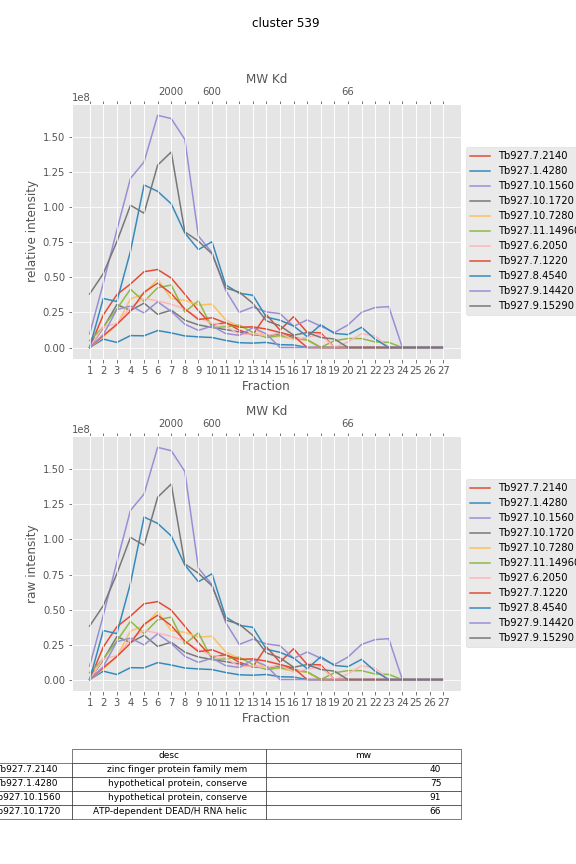 cluster 539
MW Kd
2000 600 66
1e8
1.50
1.25
1.00
0.75
0.50
0.25
0.00
relative intensity
1 2 3 4 5 6 7 8 9 10 11 12 13 14 15 16 17 18 19 20 21 22 23 24 25 26 27
Fraction
Tb927.7.2140
Tb927.1.4280
Tb927.10.1560
Tb927.10.1720
Tb927.10.7280
Tb927.11.14960
Tb927.6.2050
Tb927.7.1220
Tb927.8.4540
Tb927.9.14420
Tb927.9.15290
MW Kd
2000 600 66
1e8
1.50
1.25
1.00
0.75
0.50
0.25
0.00
raw intensity
1 2 3 4 5 6 7 8 9 10 11 12 13 14 15 16 17 18 19 20 21 22 23 24 25 26 27
Fraction
Tb927.7.2140
Tb927.1.4280
Tb927.10.1560
Tb927.10.1720
Tb927.10.7280
Tb927.11.14960
Tb927.6.2050
Tb927.7.1220
Tb927.8.4540
Tb927.9.14420
Tb927.9.15290
desc mw
b927.7.2140 zinc finger protein family mem 40
b927.1.4280 hypothetical protein, conserve 75
b927.10.1560 hypothetical protein, conserve 91
b927.10.1720 ATP-dependent DEAD/H RNA helic 66